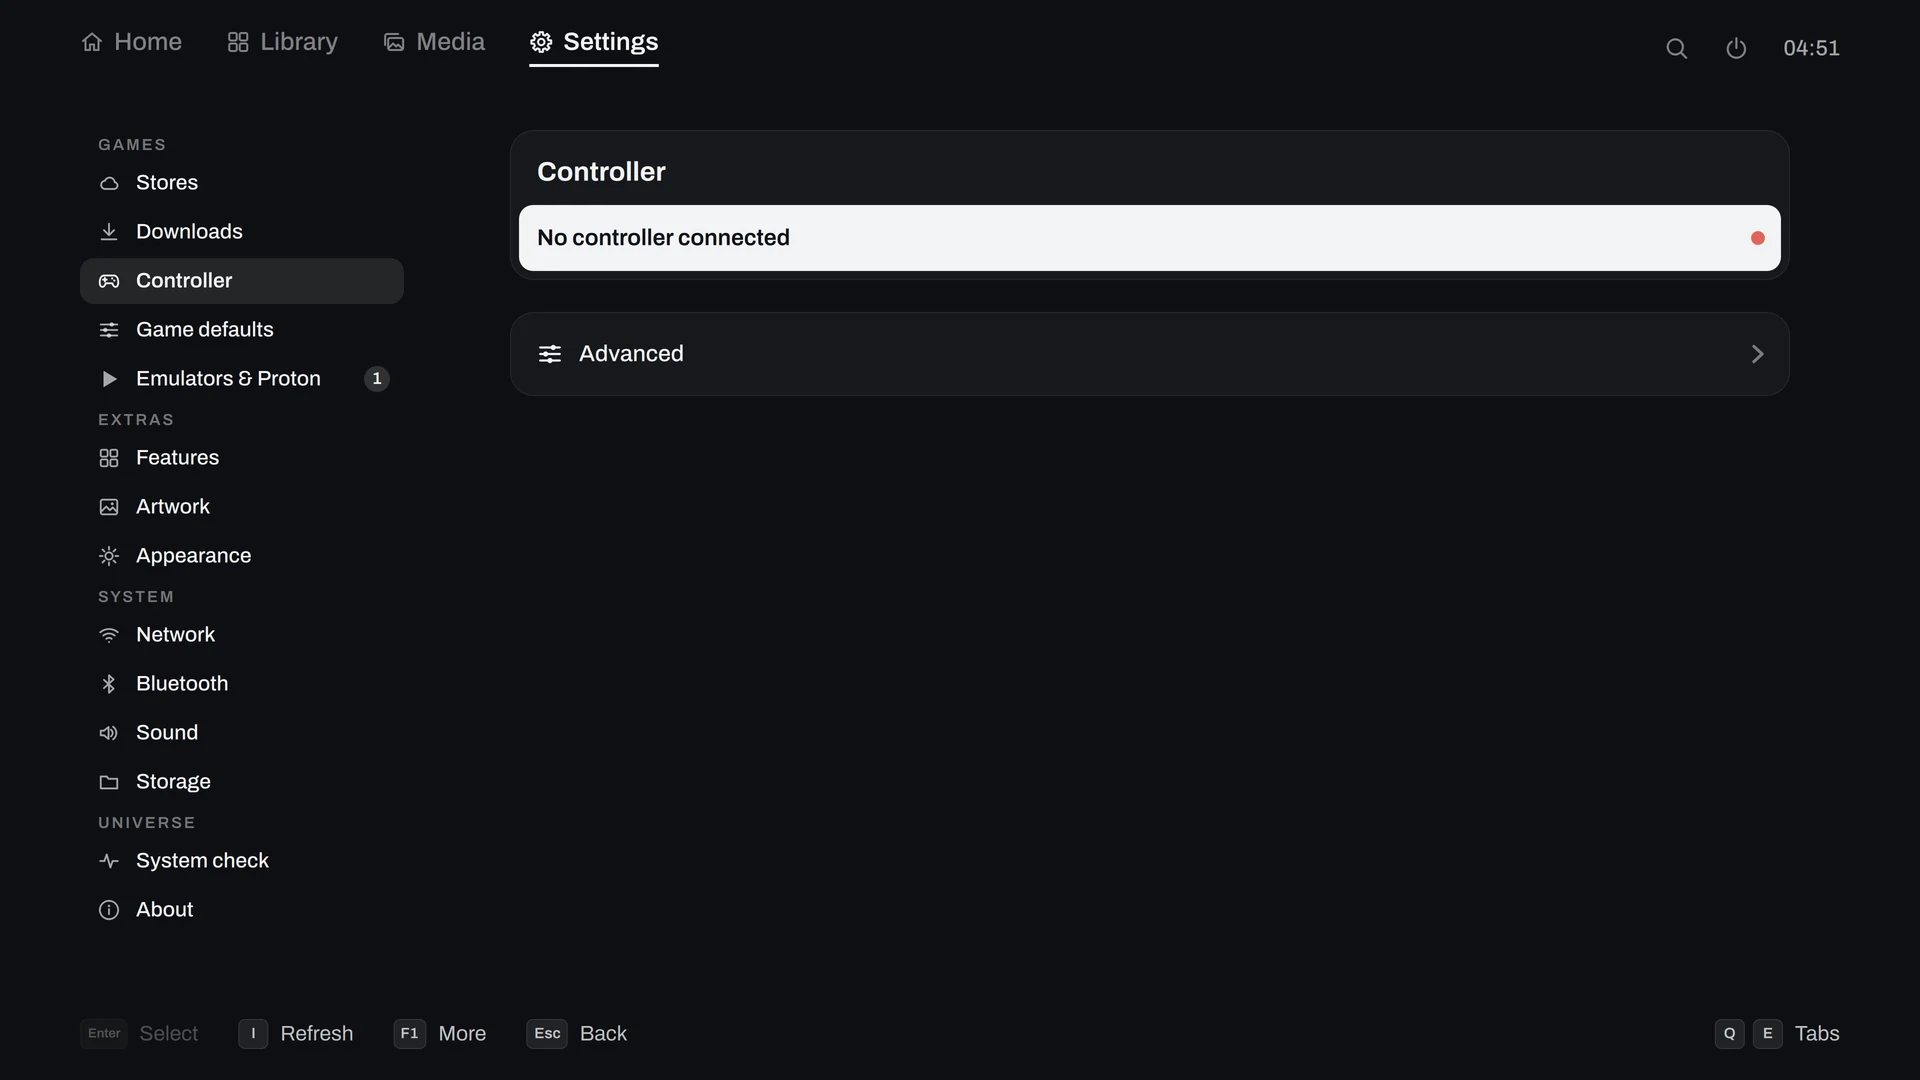 Home
Library
Media
Settings
04:51
GAMES
Stores
Downloads
Controller
Game defaults
Emulators & Proton
1
EXTRAS
Features
Artwork
Appearance
SYSTEM
Network
Bluetooth
Sound
Storage
UNIVERSE
System check
About
Controller
No controller connected
Advanced
Enter Select
I Refresh
F1 More
Esc Back
Q E Tabs